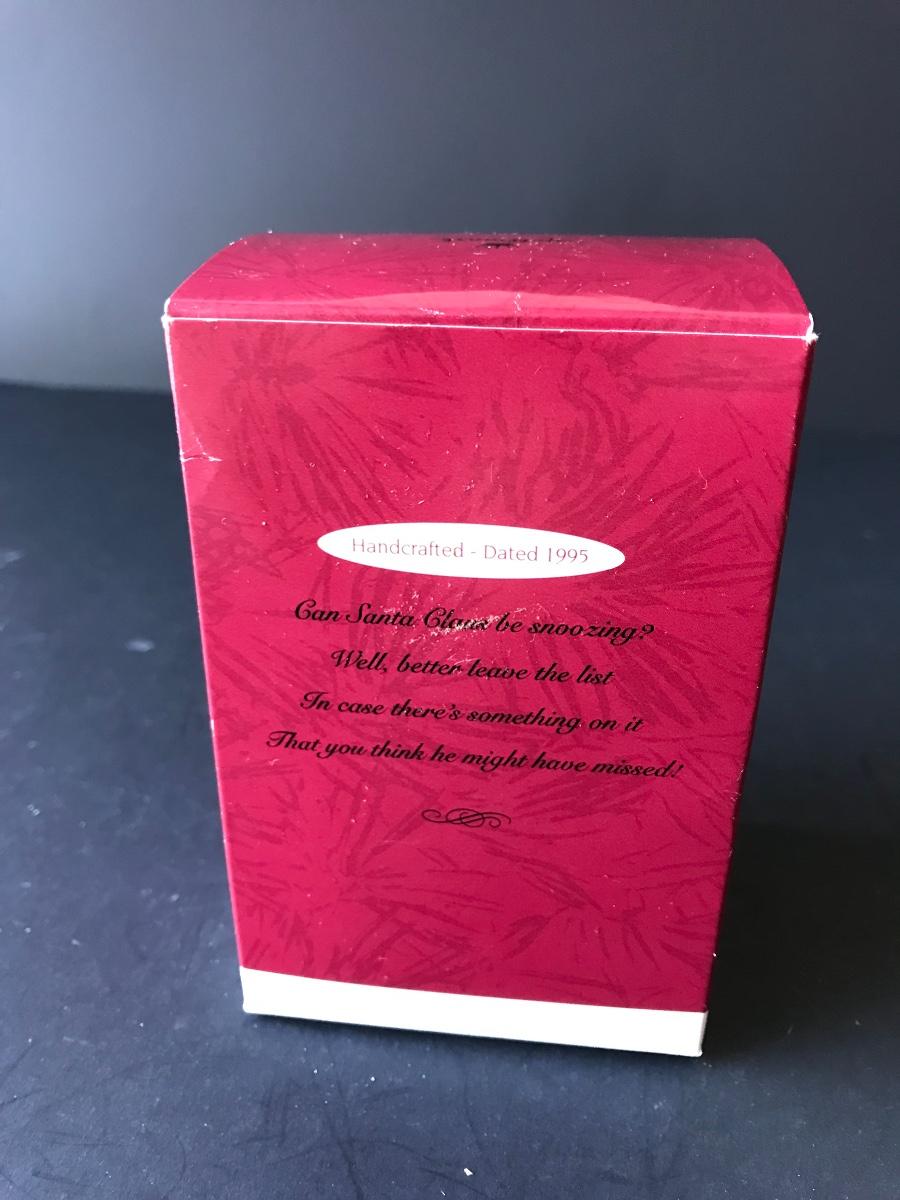 Handcrafted - Dated 1995
Can Santa Claus be snoozing?
Well, better leave the list
In case there's something on it
That you think he might have missed!